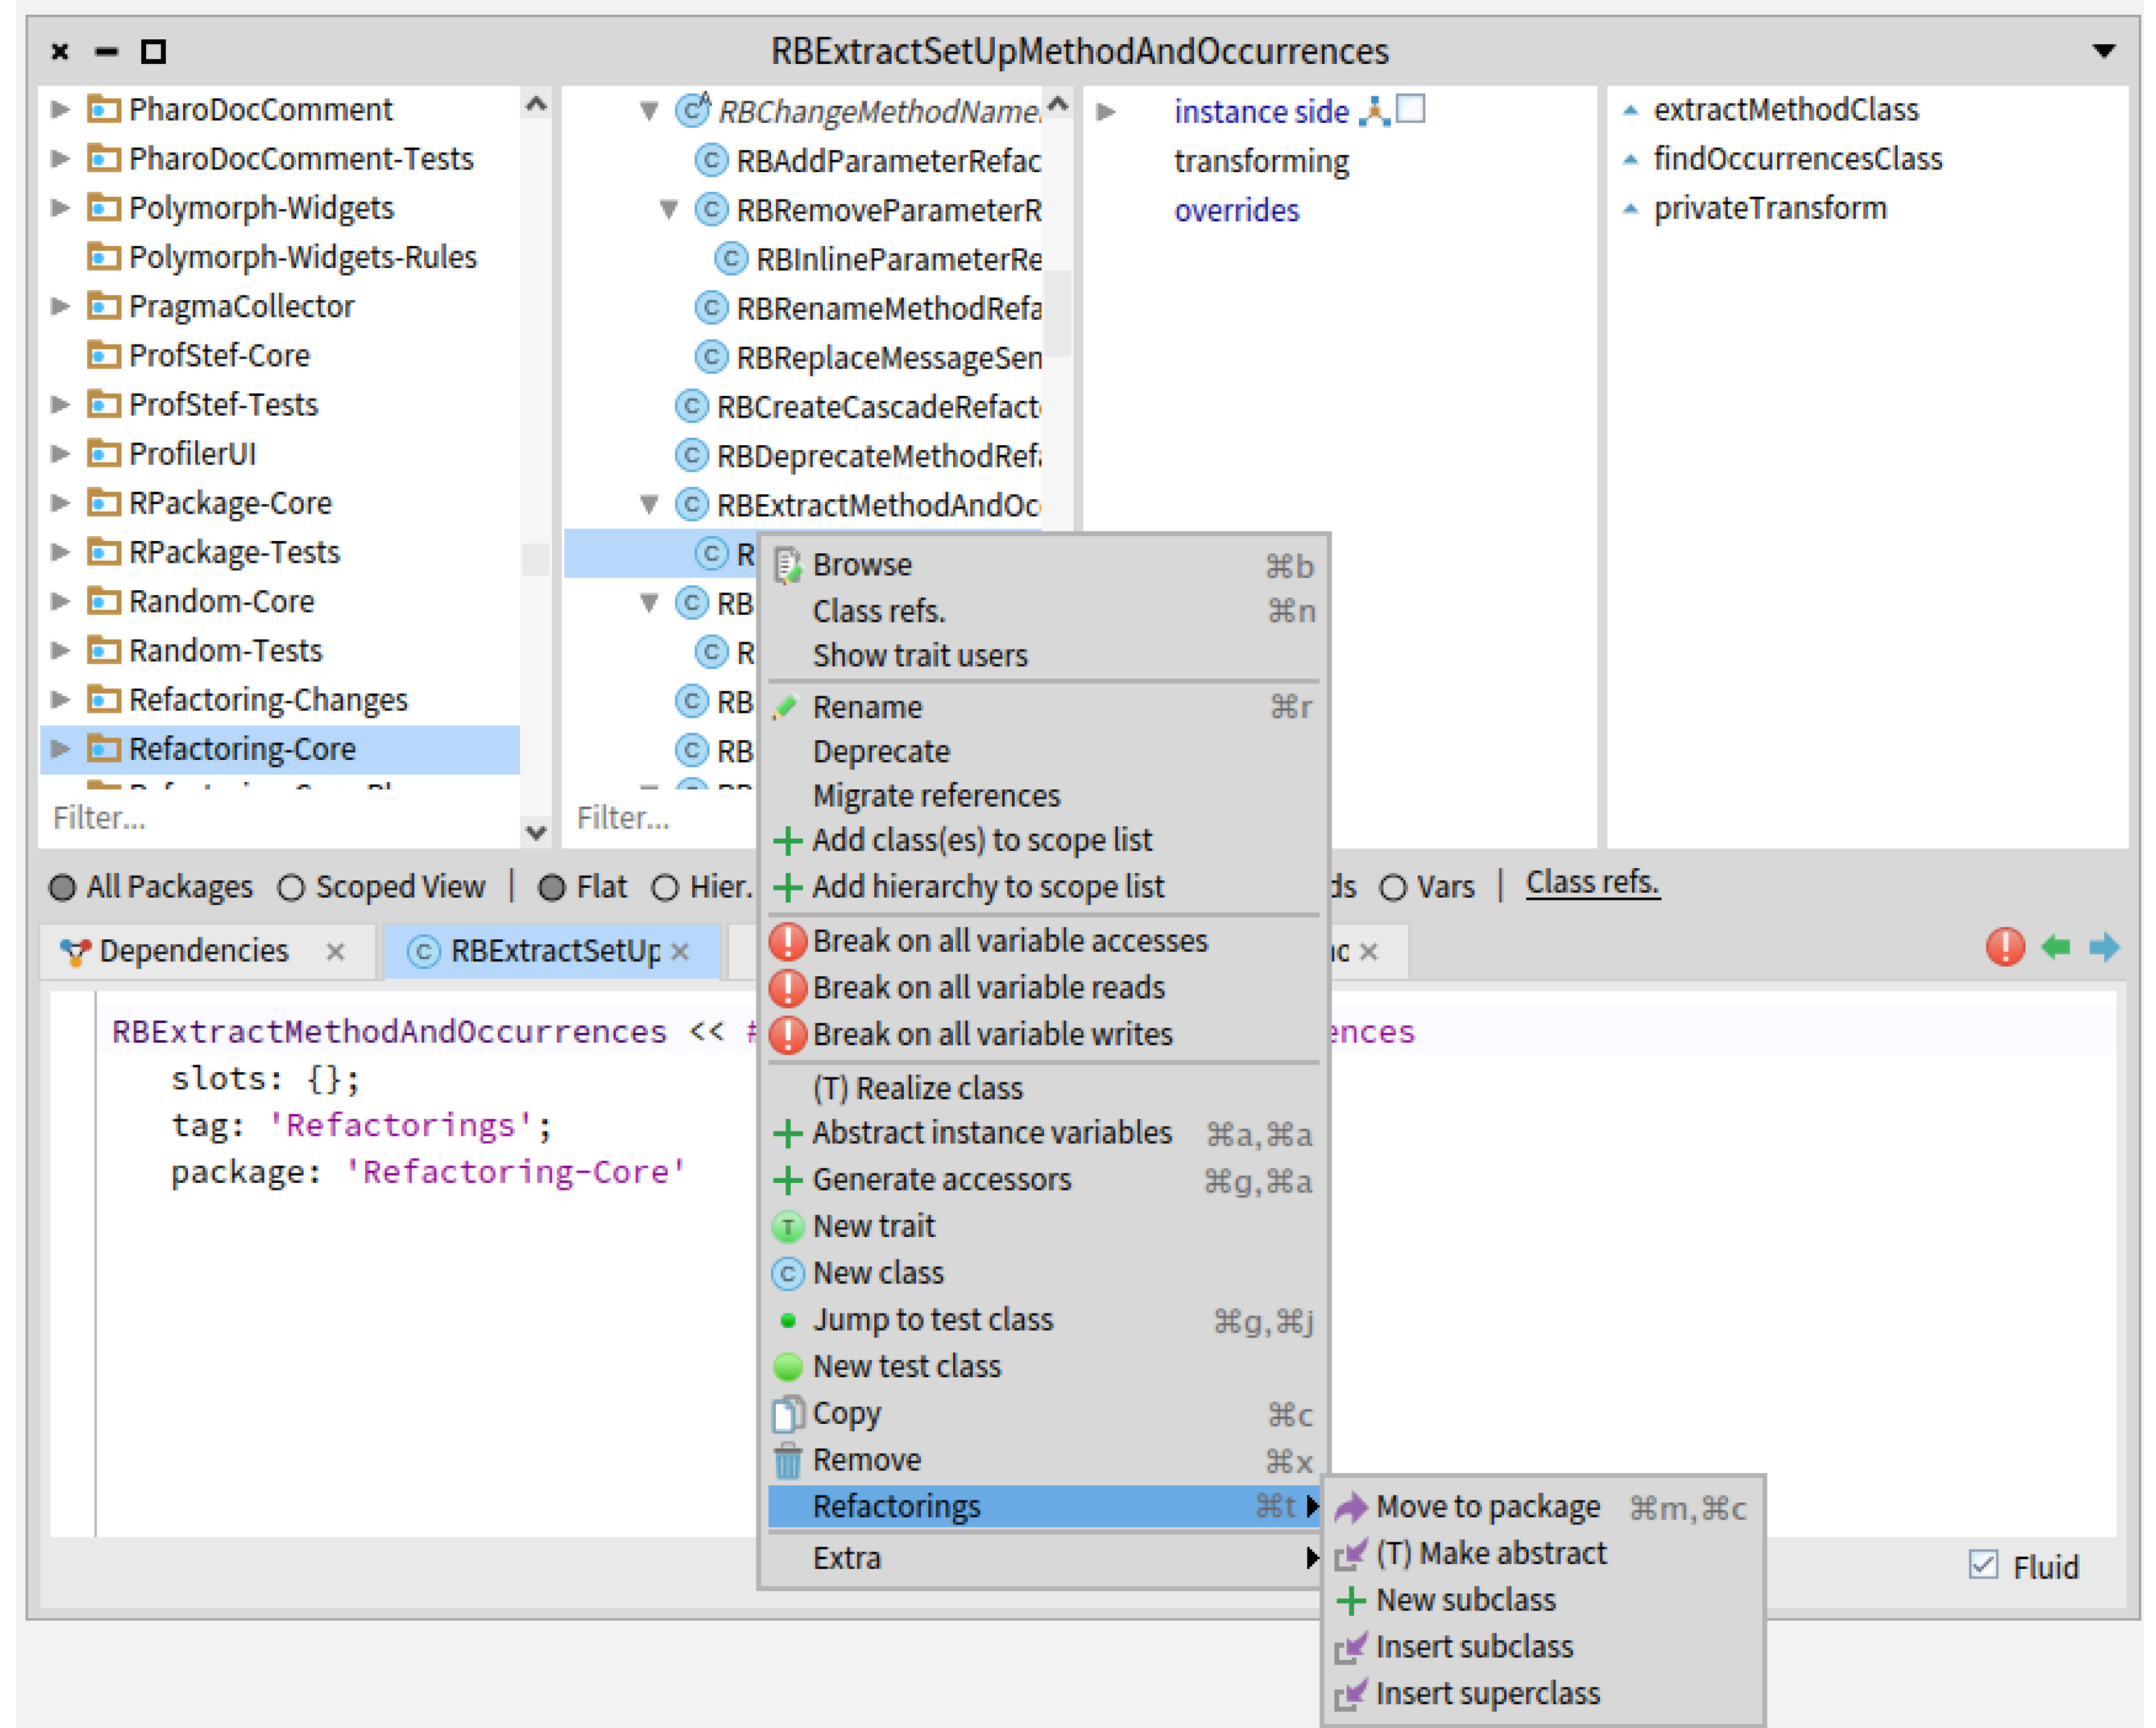 RBExtractSetUpMethodAndOccurrences
PharoDocComment
PharoDocComment-Tests
Polymorph-Widgets
Polymorph-Widgets-Rules
PragmaCollector
ProfStef-Core
ProfStef-Tests
ProfilerUI
RPackage-Core
RPackage-Tests
Random-Core
Random-Tests
Refactoring-Changes
Refactoring-Core
Filter...
RBChangeMethodName
RBAddParameterRefac
RBRemoveParameterR
RBInlineParameterRe
RBRenameMethodRefa
RBReplaceMessageSen
RBCreateCascadeRefact
RBDeprecateMethodRef
RBExtractMethodAndOc
R
RB
R
RB
RB
Filter...
instance side
transforming
overrides
extractMethodClass
findOccurrencesClass
privateTransform
Browse ⌘b
Class refs. ⌘n
Show trait users
Rename ⌘r
Deprecate
Migrate references
Add class(es) to scope list
Add hierarchy to scope list
Break on all variable accesses
Break on all variable reads
Break on all variable writes
(T) Realize class
Abstract instance variables ⌘a,⌘a
Generate accessors ⌘g,⌘a
New trait
New class
Jump to test class ⌘g,⌘j
New test class
Copy ⌘c
Remove ⌘x
Refactorings ⌘t
Extra
Move to package ⌘m,⌘c
(T) Make abstract
New subclass
Insert subclass
Insert superclass
All Packages Scoped View | Flat Hier. ds Vars | Class refs.
Dependencies × RBExtractSetUp ×
RBExtractMethodAndOccurrences << # ences
slots: {};
tag: 'Refactorings';
package: 'Refactoring-Core'
Fluid